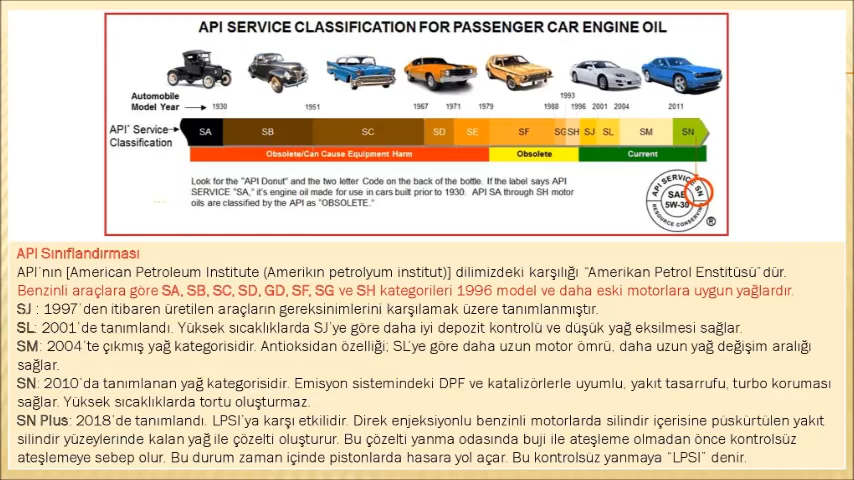 API SERVICE CLASSIFICATION FOR PASSENGER CAR ENGINE OIL
Automobile
Model Year
1930
1951
1967
1971
1979
1988
1993
1996
2001
2004
2011
API* Service
Classification
SA
SB
SC
SD
SE
SF
SG
SH
SJ
SL
SM
SN
Obsolete/Can Cause Equipment Harm
Obsolete
Current
Look for the "API Donut" and the two letter Code on the back of the bottle. If the label says API
SERVICE "SA," it's engine oil made for use in cars built prior to 1930. API SA through SH motor
oils are classified by the API as "OBSOLETE."
API SERVICE SN
SAE
5W-30
RESOURCE CONSERVING
®
API Sınıflandırması
API'nın [American Petroleum Institute (Amerikın petrolyum institut)] dilimizdeki karşılığı "Amerikan Petrol Enstitüsü"dür.
Benzinli araçlara göre SA, SB, SC, SD, GD, SF, SG ve SH kategorileri 1996 model ve daha eski motorlara uygun yağlardır.
SJ : 1997'den itibaren üretilen araçların gereksinimlerini karşılamak üzere tanımlanmıştır.
SL: 2001'de tanımlandı. Yüksek sıcaklıklarda SJ'ye göre daha iyi depozit kontrolü ve düşük yağ eksilmesi sağlar.
SM: 2004'te çıkmış yağ kategorisidir. Antioksidan özelliği; SL'ye göre daha uzun motor ömrü, daha uzun yağ değişim aralığı
sağlar.
SN: 2010'da tanımlanan yağ kategorisidir. Emisyon sistemindeki DPF ve katalizörlerle uyumlu, yakıt tasarrufu, turbo koruması
sağlar. Yüksek sıcaklıklarda tortu oluşturmaz.
SN Plus: 2018'de tanımlandı. LPSI'ya karşı etkilidir. Direk enjeksiyonlu benzinli motorlarda silindir içerisine püskürtülen yakıt
silindir yüzeylerinde kalan yağ ile çözelti oluşturur. Bu çözelti yanma odasında buji ile ateşleme olmadan önce kontrolsüz
ateşlemeye sebep olur. Bu durum zaman içinde pistonlarda hasara yol açar. Bu kontrolsüz yanmaya "LPSI" denir.